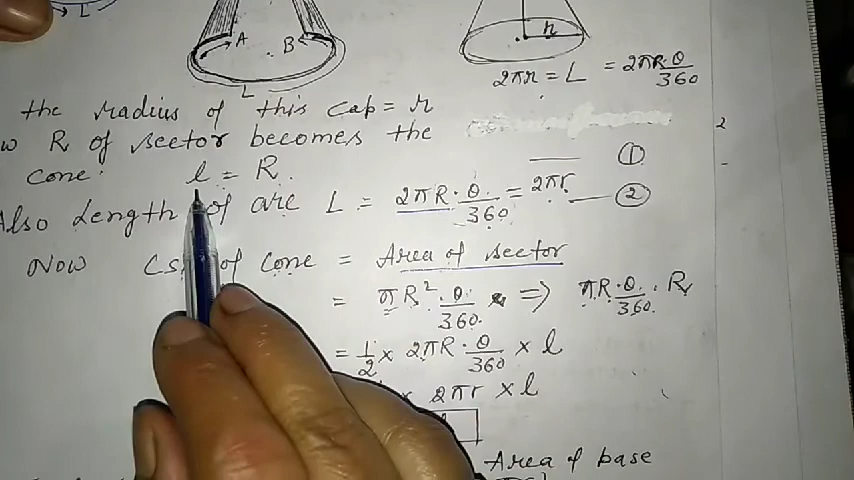 L
A B
L
r
2πr = L = 2πR·θ/360
the radius of this cap = r
w R of sector becomes the
cone. l = R. ①
Also Length of arc L = 2πR·θ/360 = 2πr — ②
Now of cone = Area of sector
= πR²·θ/360 ⇒ πR·θ/360·R
= 1/2 × 2πR·θ/360 × l
× 2πr × l
Area of base